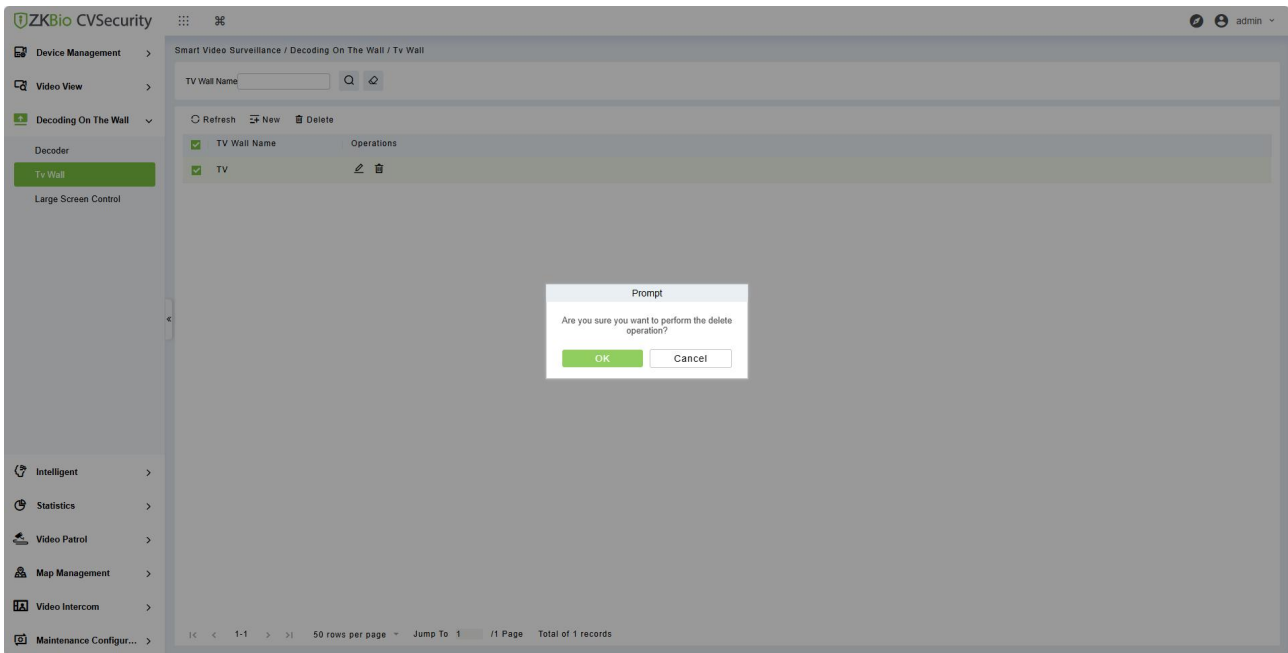 ZKBio CVSecurity
admin
Device Management
Video View
Decoding On The Wall
Decoder
Tv Wall
Large Screen Control
Intelligent
Statistics
Video Patrol
Map Management
Video Intercom
Maintenance Configur...
Smart Video Surveillance / Decoding On The Wall / Tv Wall
TV Wall Name
Refresh New Delete
TV Wall Name Operations
TV
Prompt
Are you sure you want to perform the delete
operation?
OK Cancel
|< < 1-1 > >| 50 rows per page Jump To 1 /1 Page Total of 1 records